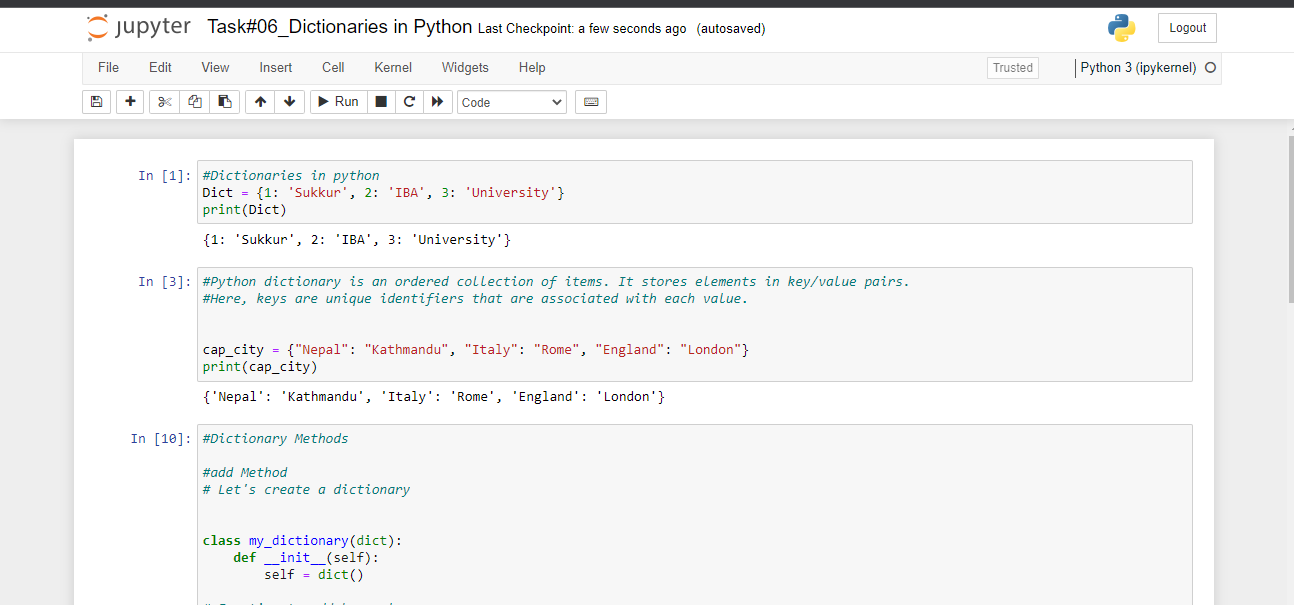 jupyter Task#06_Dictionaries in Python Last Checkpoint: a few seconds ago (autosaved)
Logout
File Edit View Insert Cell Kernel Widgets Help
Trusted
Python 3 (ipykernel)
Run
Code
In [1]:
#Dictionaries in python
Dict = {1: 'Sukkur', 2: 'IBA', 3: 'University'}
print(Dict)
{1: 'Sukkur', 2: 'IBA', 3: 'University'}
In [3]:
#Python dictionary is an ordered collection of items. It stores elements in key/value pairs.
#Here, keys are unique identifiers that are associated with each value.
cap_city = {"Nepal": "Kathmandu", "Italy": "Rome", "England": "London"}
print(cap_city)
{'Nepal': 'Kathmandu', 'Italy': 'Rome', 'England': 'London'}
In [10]:
#Dictionary Methods
#add Method
# Let's create a dictionary
class my_dictionary(dict):
    def __init__(self):
        self = dict()